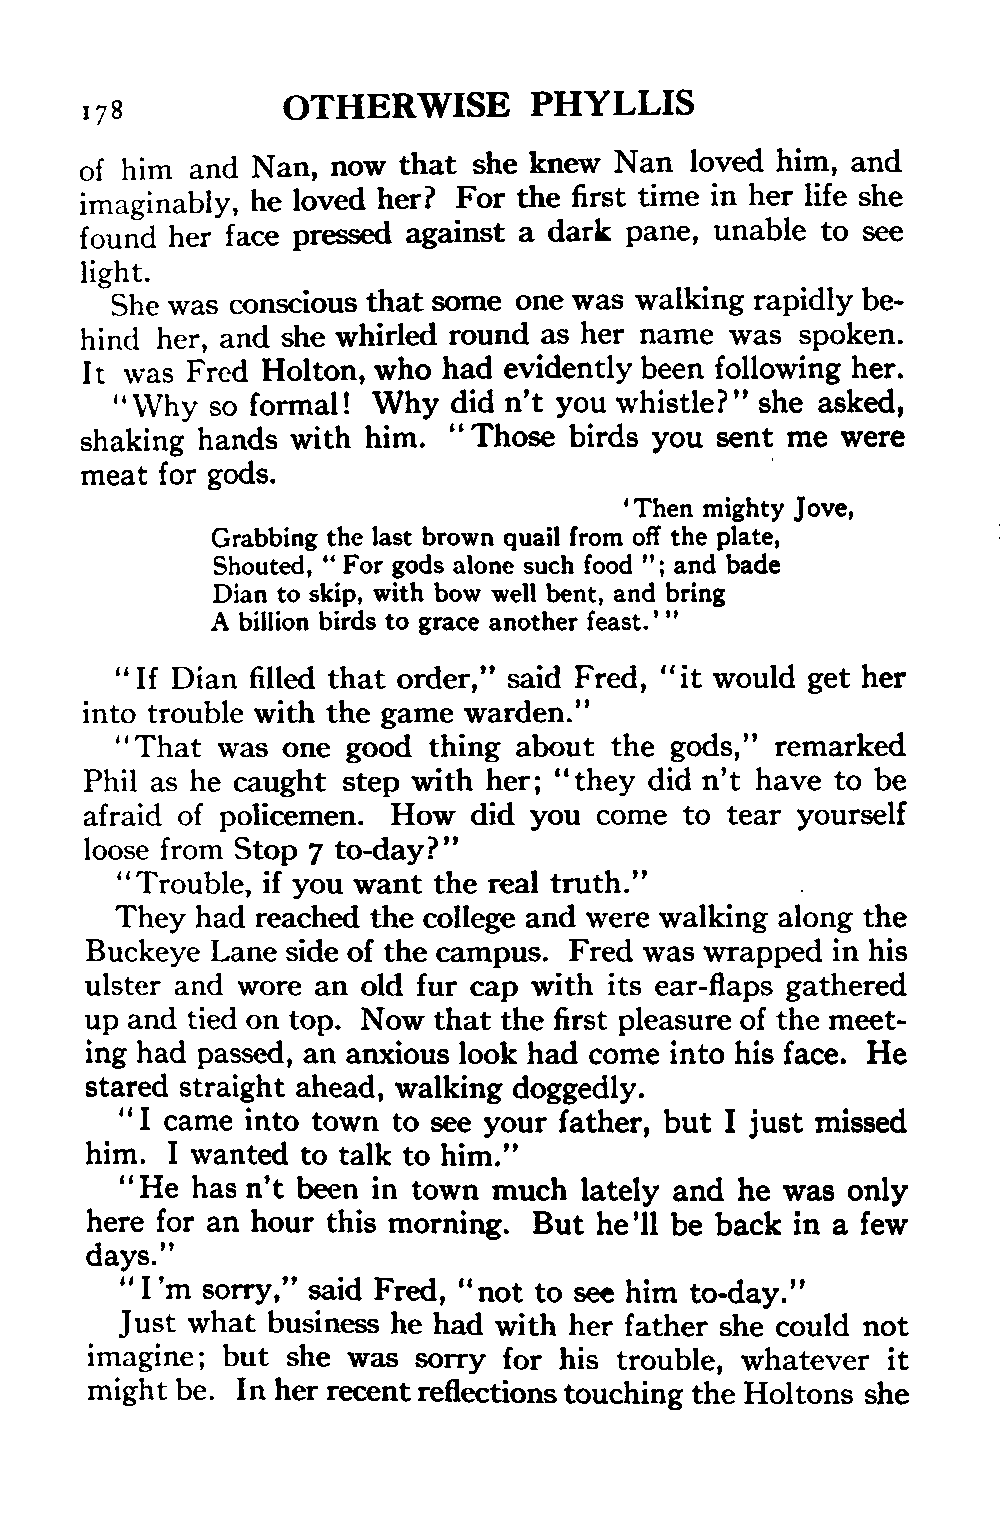 178 OTHERWISE PHYLLIS
of him and Nan, now that she knew Nan loved him, and
imaginably, he loved her? For the first time in her life she
found her face pressed against a dark pane, unable to see
light.
She was conscious that some one was walking rapidly be-
hind her, and she whirled round as her name was spoken.
It was Fred Holton, who had evidently been following her.
"Why so formal! Why did n't you whistle?" she asked,
shaking hands with him. "Those birds you sent me were
meat for gods.
'Then mighty Jove,
Grabbing the last brown quail from off the plate,
Shouted, "For gods alone such food"; and bade
Dian to skip, with bow well bent, and bring
A billion birds to grace another feast.'"
"If Dian filled that order," said Fred, "it would get her
into trouble with the game warden."
"That was one good thing about the gods," remarked
Phil as he caught step with her; "they did n't have to be
afraid of policemen. How did you come to tear yourself
loose from Stop 7 to-day?"
"Trouble, if you want the real truth."
They had reached the college and were walking along the
Buckeye Lane side of the campus. Fred was wrapped in his
ulster and wore an old fur cap with its ear-flaps gathered
up and tied on top. Now that the first pleasure of the meet-
ing had passed, an anxious look had come into his face. He
stared straight ahead, walking doggedly.
"I came into town to see your father, but I just missed
him. I wanted to talk to him."
"He has n't been in town much lately and he was only
here for an hour this morning. But he 'll be back in a few
days."
"I 'm sorry," said Fred, "not to see him to-day."
Just what business he had with her father she could not
imagine; but she was sorry for his trouble, whatever it
might be. In her recent reflections touching the Holtons she